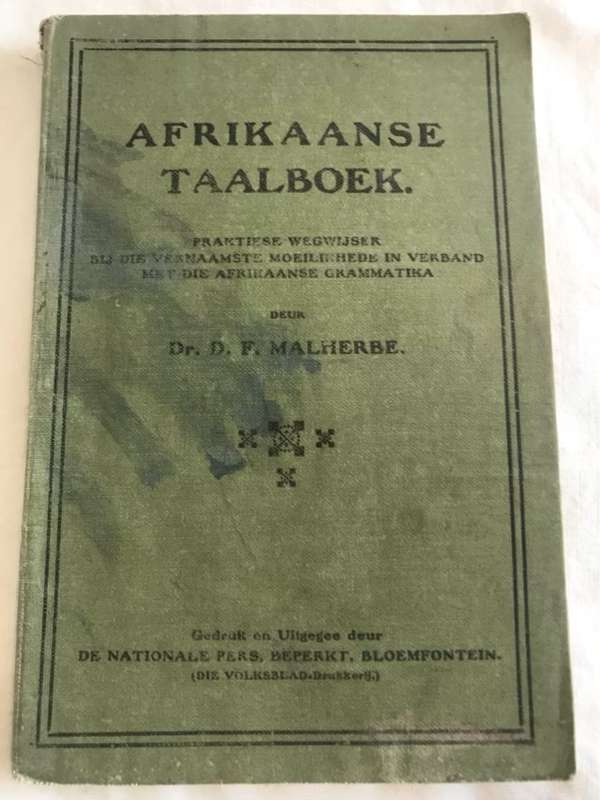 AFRIKAANSE
TAALBOEK.
PRAKTIESE WEGWIJSER
BIJ DIE VERNAAMSTE MOEILIKHEDE IN VERBAND
MET DIE AFRIKAANSE GRAMMATIKA
DEUR
Dr. D. F. MALHERBE.
Gedruk en Uitgegee deur
DE NATIONALE PERS, BEPERKT, BLOEMFONTEIN.
(DIE VOLKSBLAD-Drukkerij.)